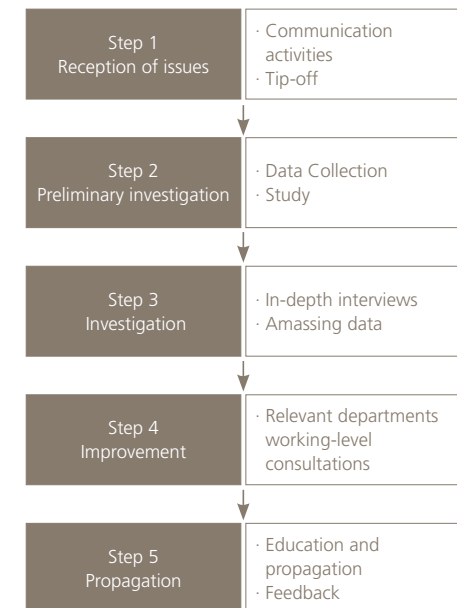 Step 1
Reception of issues
· Communication
activities
· Tip-off
Step 2
Preliminary investigation
· Data Collection
· Study
Step 3
Investigation
· In-depth interviews
· Amassing data
Step 4
Improvement
· Relevant departments
working-level
consultations
Step 5
Propagation
· Education and
propagation
· Feedback